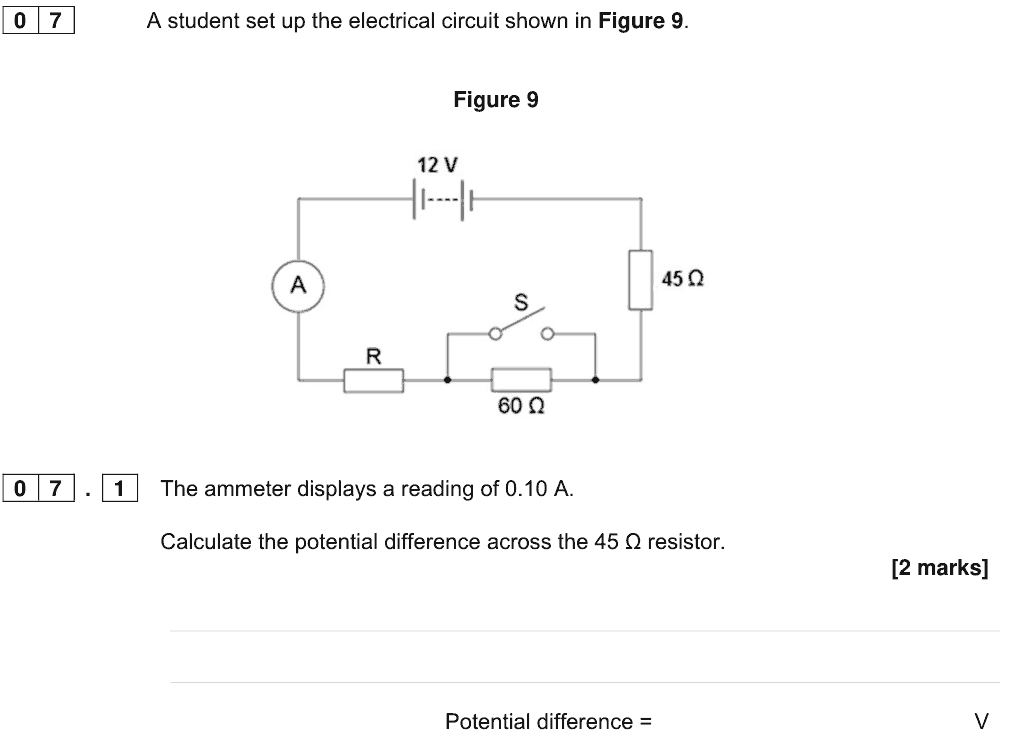 0 7 A student set up the electrical circuit shown in Figure 9.
Figure 9
12 V
A
45 Ω
S
R
60 Ω
0 7 . 1 The ammeter displays a reading of 0.10 A.
Calculate the potential difference across the 45 Ω resistor.
[2 marks]
Potential difference = V